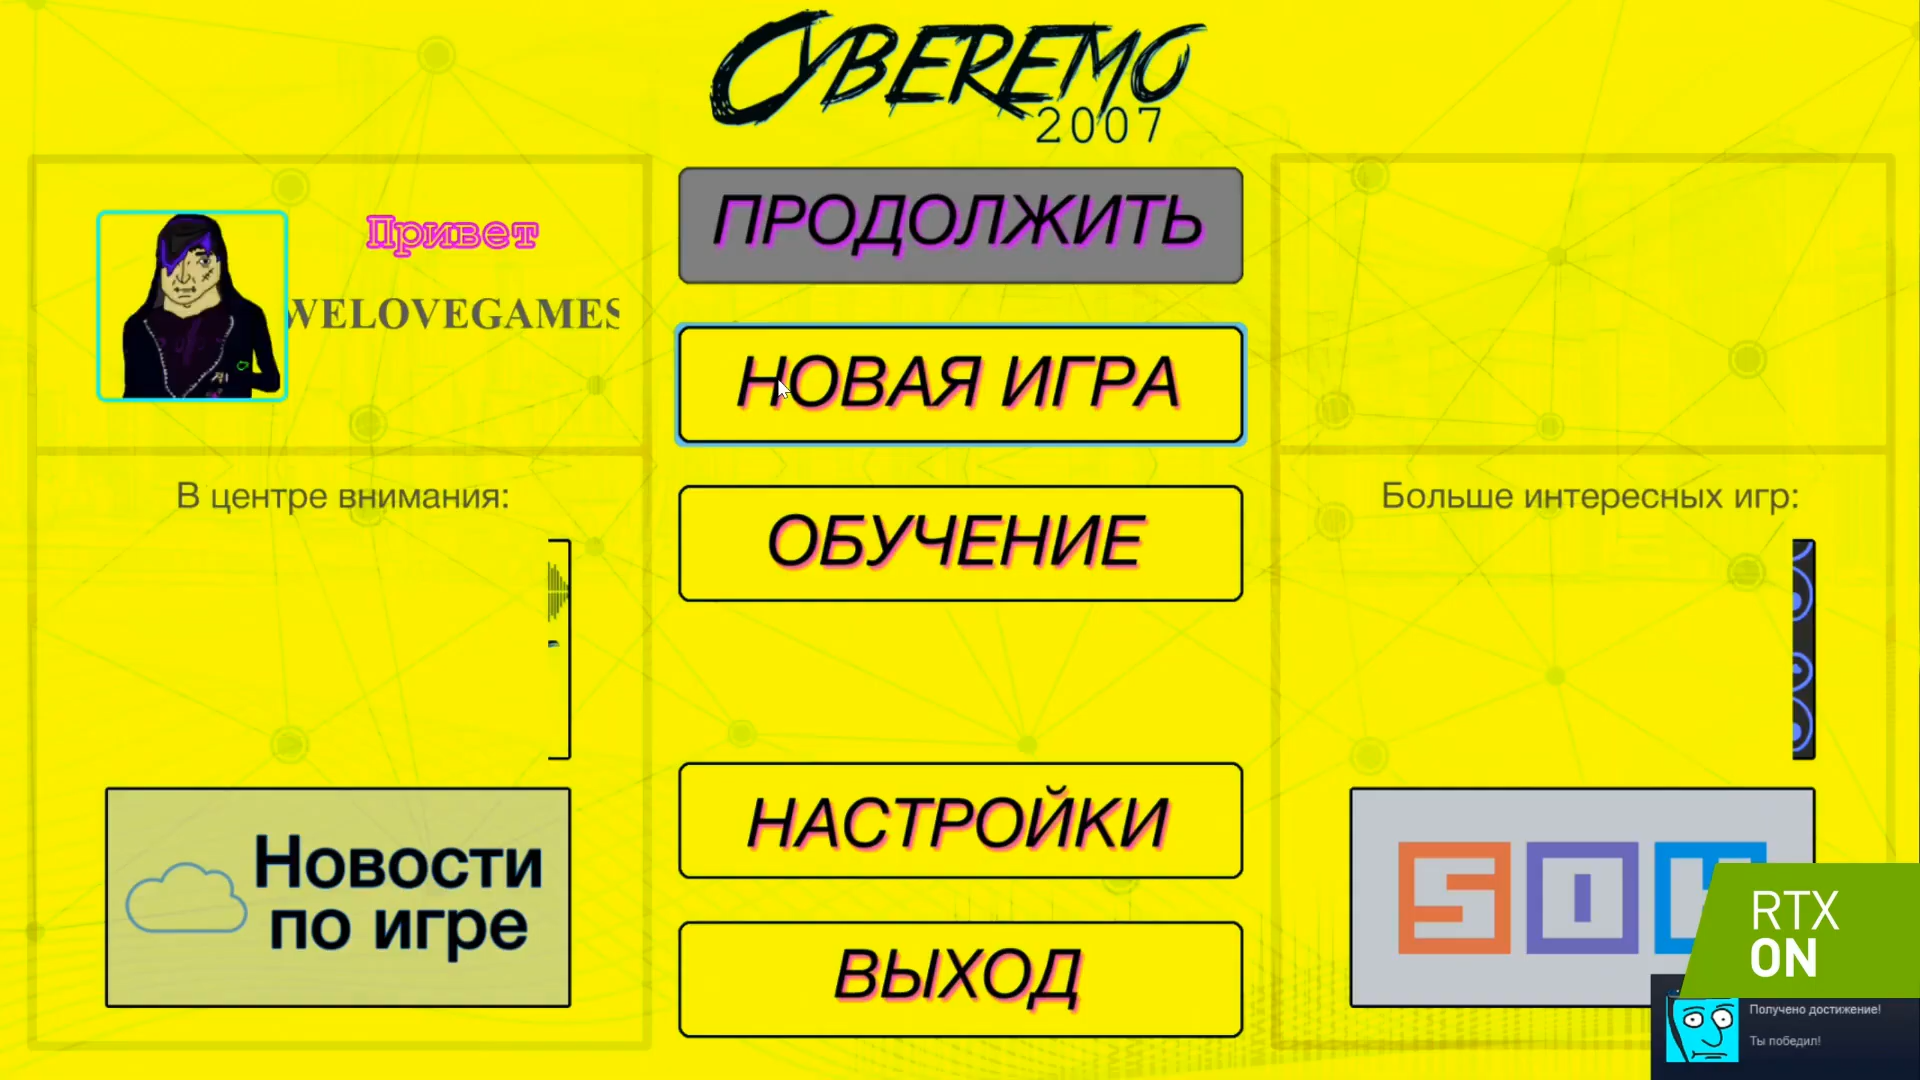 CYBEREMO
2007
ПРОДОЛЖИТЬ
Привет
WELOVEGAMES
НОВАЯ ИГРА
В центре внимания:
Больше интересных игр:
ОБУЧЕНИЕ
НАСТРОЙКИ
Новости
по игре
ВЫХОД
RTX
ON
Получено достижение!
Ты победил!